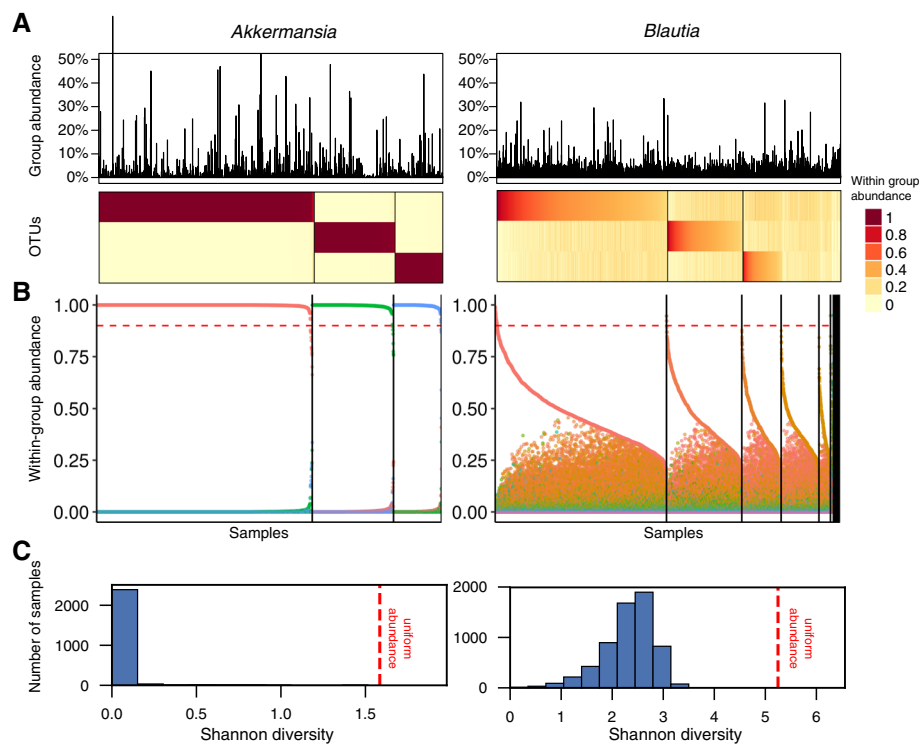 A
Akkermansia
Blautia
Group abundance
50%
40%
30%
20%
10%
0%
50%
40%
30%
20%
10%
0%
OTUs
Within group
abundance
1
0.8
0.6
0.4
0.2
0
B
Within-group abundance
1.00
0.75
0.50
0.25
0.00
1.00
0.75
0.50
0.25
0.00
Samples
Samples
C
Number of samples
2000
1000
0
uniform
abundance
2000
1000
0
uniform
abundance
0.0
0.5
1.0
1.5
0
1
2
3
4
5
6
Shannon diversity
Shannon diversity